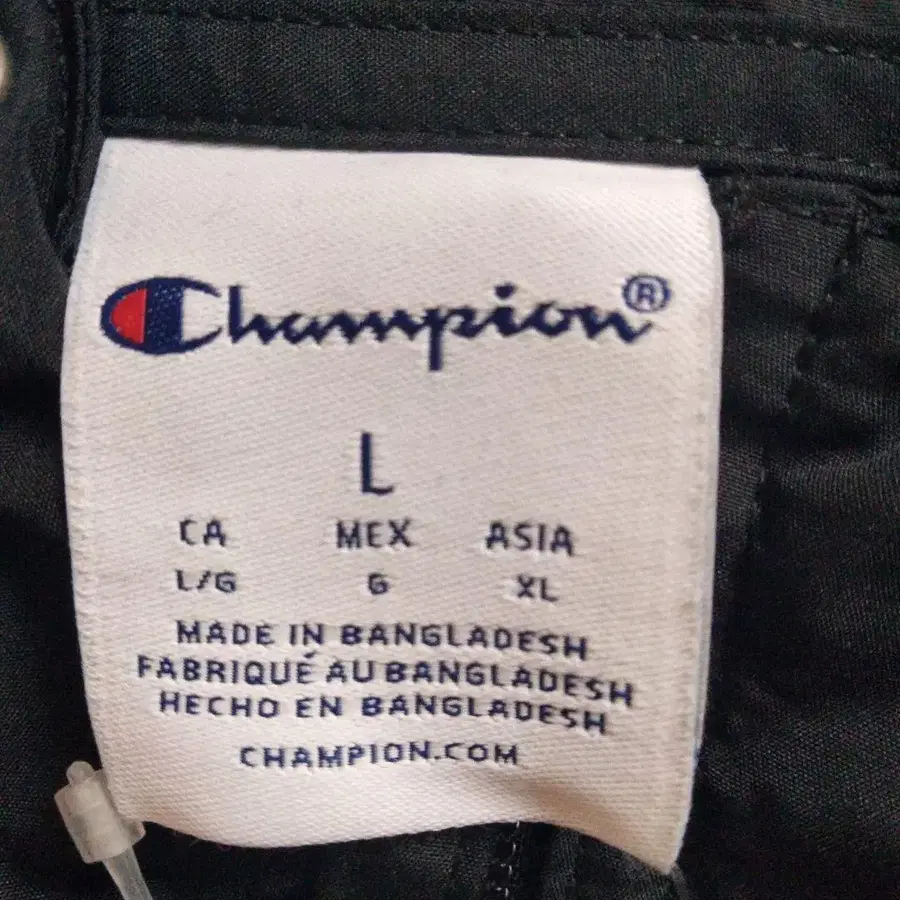 Champion®
L
CA MEX ASIA
L/G G XL
MADE IN BANGLADESH
FABRIQUÉ AU BANGLADESH
HECHO EN BANGLADESH
CHAMPION.COM